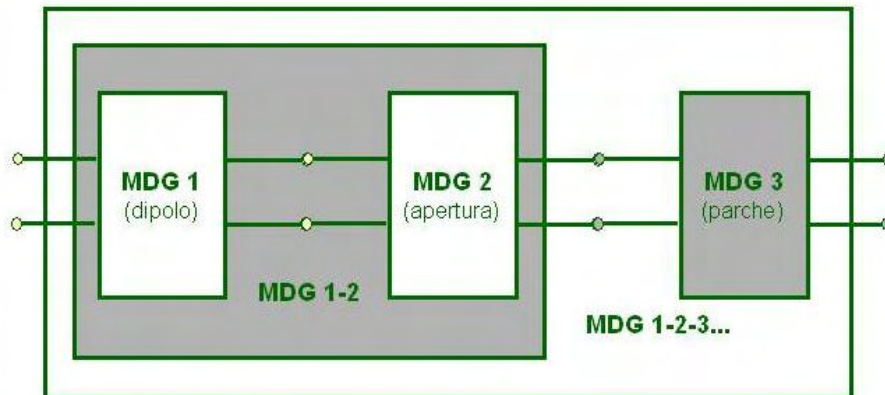 MDG 1
(dipolo)
MDG 2
(apertura)
MDG 3
(parche)
MDG 1-2
MDG 1-2-3...